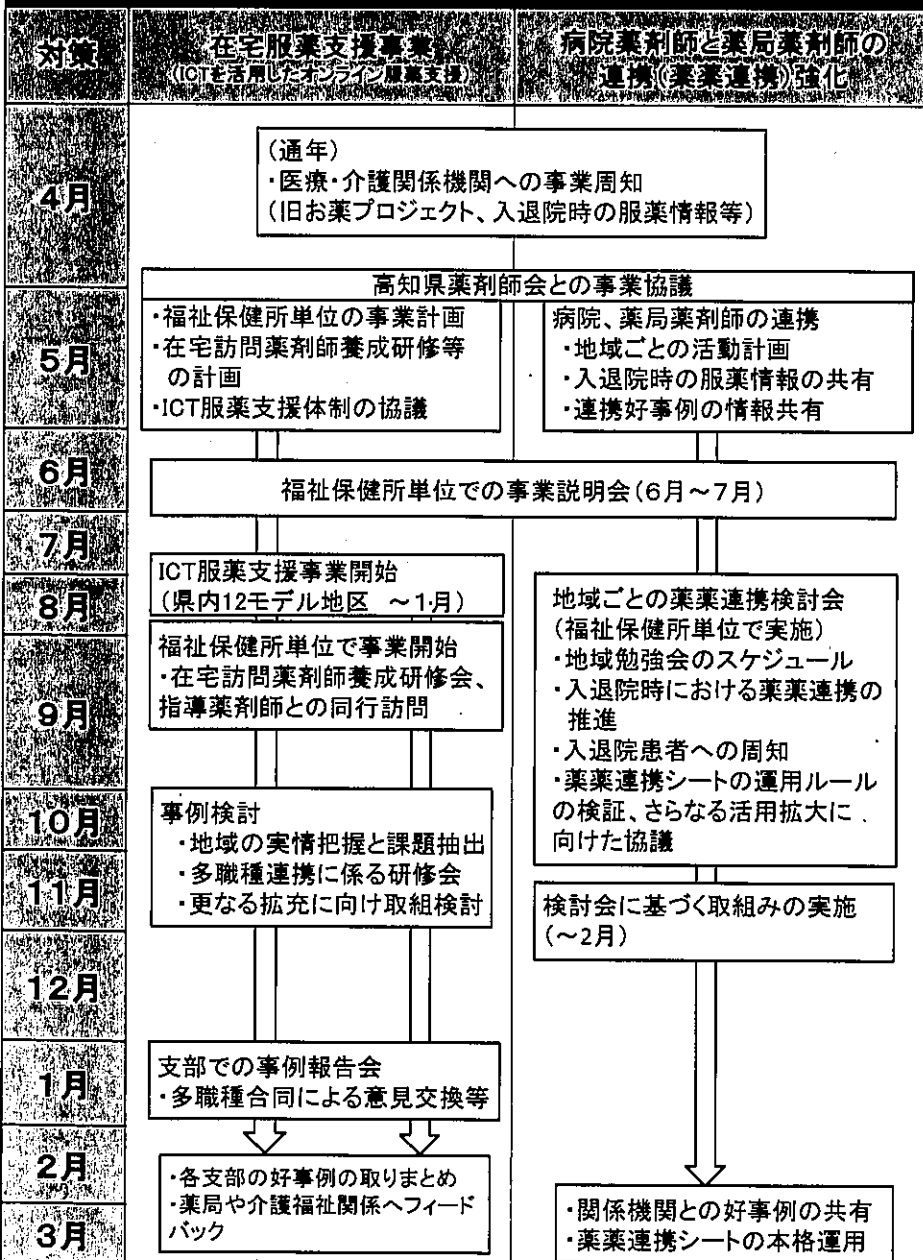 対策
在宅服薬支援事業
(ICTを活用したオンライン服薬支援)
病院薬剤師と薬局薬剤師の
連携(薬薬連携)強化
4月
(通年)
・医療・介護関係機関への事業周知
(旧お薬プロジェクト、入退院時の服薬情報等)
高知県薬剤師会との事業協議
5月
・福祉保健所単位の事業計画
・在宅訪問薬剤師養成研修等
の計画
・ICT服薬支援体制の協議
病院、薬局薬剤師の連携
・地域ごとの活動計画
・入退院時の服薬情報の共有
・連携好事例の情報共有
6月
福祉保健所単位での事業説明会(6月～7月)
7月
8月
ICT服薬支援事業開始
(県内12モデル地区 ～1月)
9月
福祉保健所単位で事業開始
・在宅訪問薬剤師養成研修会、
指導薬剤師との同行訪問
地域ごとの薬薬連携検討会
(福祉保健所単位で実施)
・地域勉強会のスケジュール
・入退院時における薬薬連携の
推進
・入退院患者への周知
・薬薬連携シートの運用ルール
の検証、さらなる活用拡大に
向けた協議
10月
11月
事例検討
・地域の実情把握と課題抽出
・多職種連携に係る研修会
・更なる拡充に向け取組検討
検討会に基づく取組みの実施
(～2月)
12月
1月
支部での事例報告会
・多職種合同による意見交換等
2月
3月
・各支部の好事例の取りまとめ
・薬局や介護福祉関係へフィード
バック
・関係機関との好事例の共有
・薬薬連携シートの本格運用